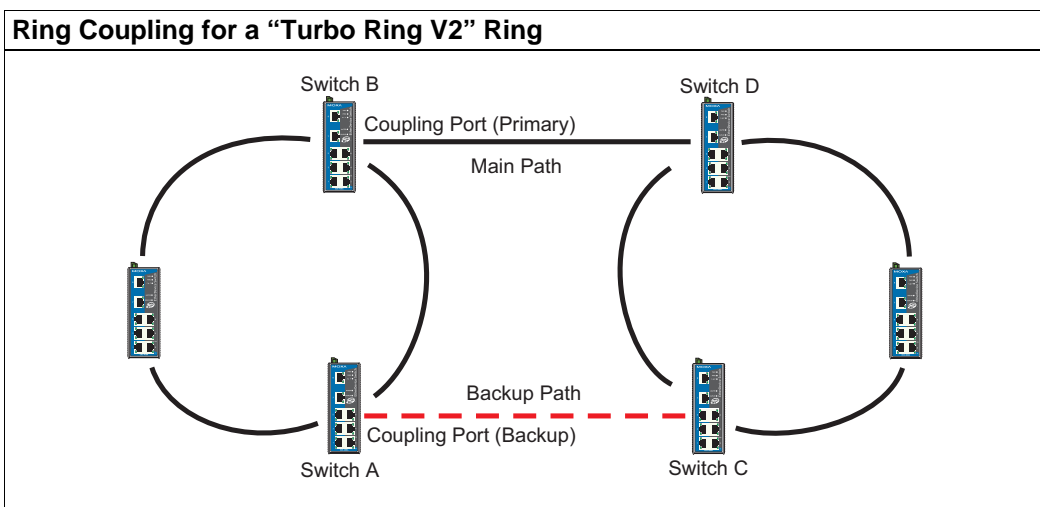 Ring Coupling for a “Turbo Ring V2” Ring
Switch B
Switch D
Coupling Port (Primary)
Main Path
Backup Path
Coupling Port (Backup)
Switch A
Switch C